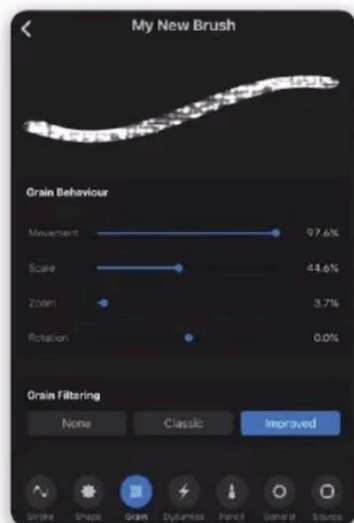 My New Brush
Grain Behaviour
Movement 97.6%
Scale 44.6%
Zoom 3.7%
Rotation 0.0%
Grain Filtering
None Classic Improved
Stroke Shape Grain Dynamics Pencil General Source